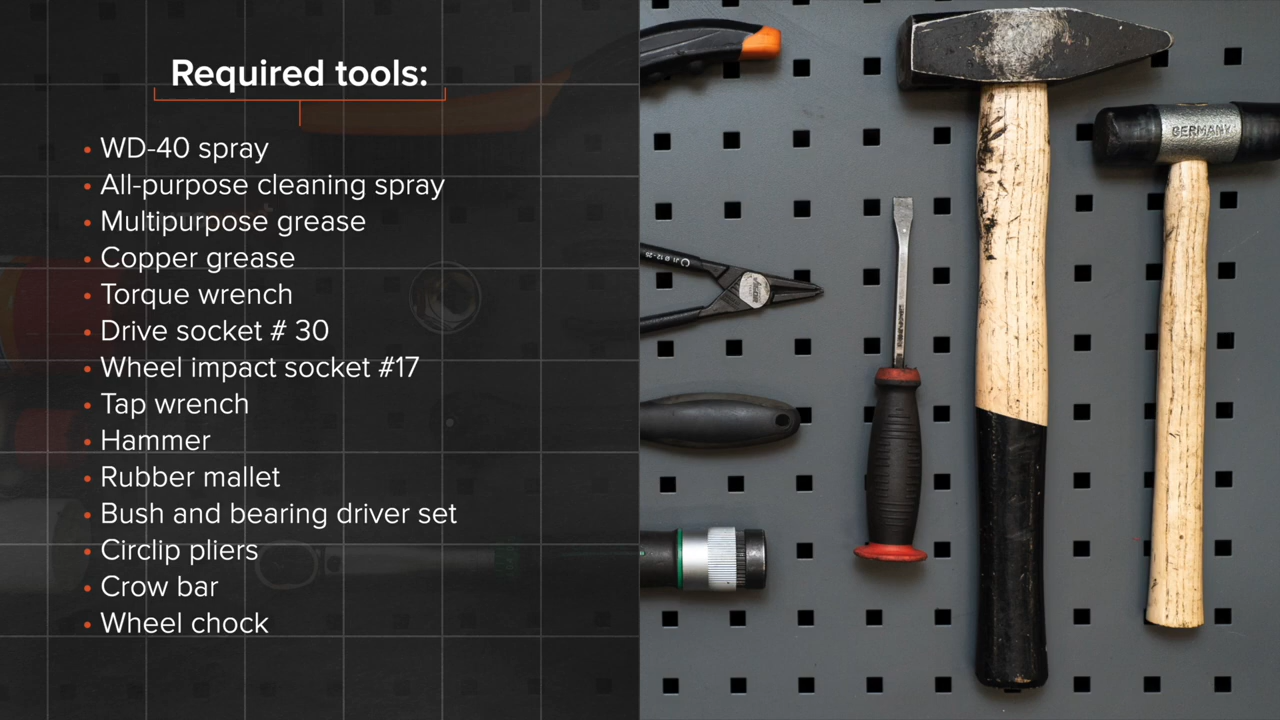 Required tools:
• WD-40 spray
• All-purpose cleaning spray
• Multipurpose grease
• Copper grease
• Torque wrench
• Drive socket # 30
• Wheel impact socket #17
• Tap wrench
• Hammer
• Rubber mallet
• Bush and bearing driver set
• Circlip pliers
• Crow bar
• Wheel chock
GERMANY